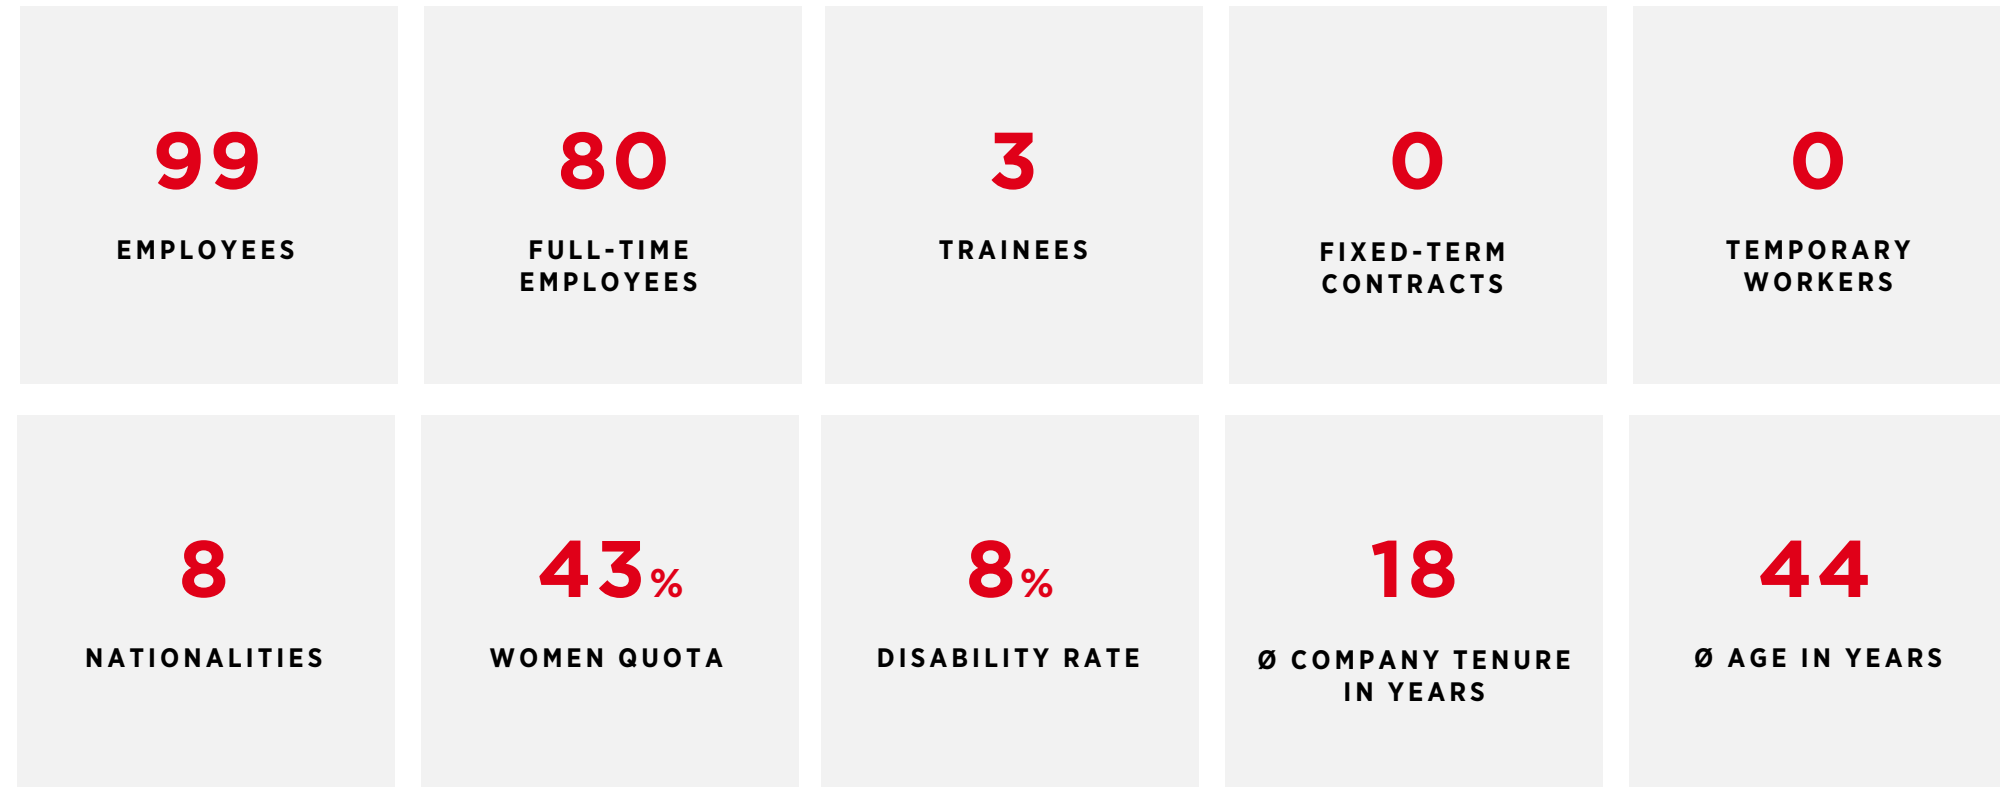 99
EMPLOYEES
80
FULL-TIME
EMPLOYEES
3
TRAINEES
0
FIXED-TERM
CONTRACTS
0
TEMPORARY
WORKERS
8
NATIONALITIES
43%
WOMEN QUOTA
8%
DISABILITY RATE
18
Ø COMPANY TENURE
IN YEARS
44
Ø AGE IN YEARS